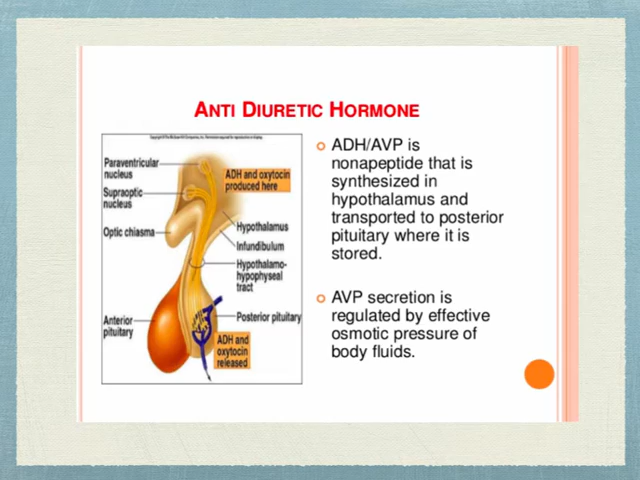 ANTI DIURETIC HORMONE
Paraventricular
nucleus
Supraoptic
nucleus
Optic chiasma
Anterior
pituitary
ADH and oxytocin
produced here
Hypothalamus
Infundibulum
Hypothalamo-
hypophyseal
tract
Posterior pituitary
ADH and
oxytocin
released
ADH/AVP is
nonapeptide that is
synthesized in
hypothalamus and
transported to posterior
pituitary where it is
stored.
AVP secretion is
regulated by effective
osmotic pressure of
body fluids.